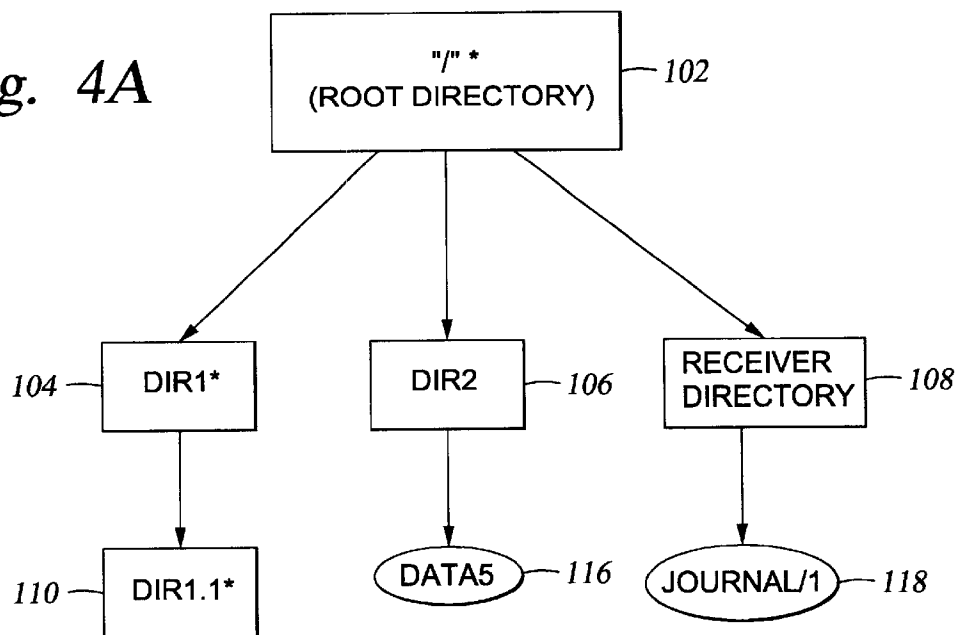 g. 4A
"/" *
(ROOT DIRECTORY)
102
104
DIR1*
DIR2
106
RECEIVER
DIRECTORY
108
110
DIR1.1*
DATA5
116
JOURNAL/1
118